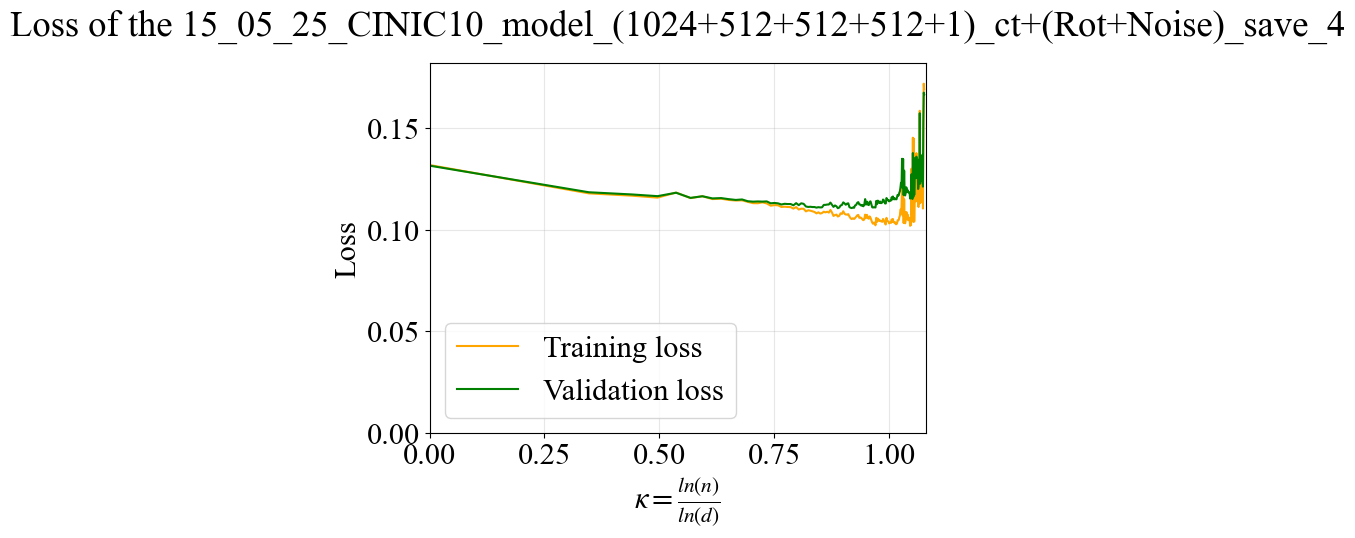 Loss of the 15_05_25_CINIC10_model_(1024+512+512+512+1)_ct+(Rot+Noise)_save_4
0.15
0.10
0.05
0.00
Loss
Training loss
Validation loss
0.00 0.25 0.50 0.75 1.00
κ = ln(n)/ln(d)